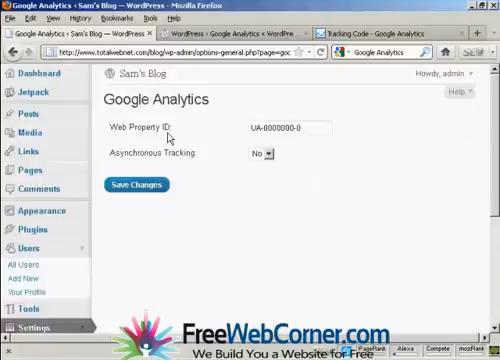 Google Analytics ‹ Sam's Blog — WordPress - Mozilla Firefox
File Edit View History Bookmarks Tools Help
Google Analytics ‹ Sam's Blog — WordPress ×
WordPress › Google Analytics « WordPre...
Tracking Code - Google Analytics
http://www.totalwebnet.com/blog/wp-admin/options-general.php?page=goc
Google Analytics
Dashboard
Jetpack
Posts
Media
Links
Pages
Comments
Appearance
Plugins
Users
All Users
Add New
Your Profile
Tools
Settings
Sam's Blog
Howdy, admin
Help
Google Analytics
Web Property ID:
UA-0000000-0
Asynchronous Tracking:
No
Save Changes
FreeWebCorner.com
We Build You a Website for Free
PageRank
Alexa
Compete
mozRank